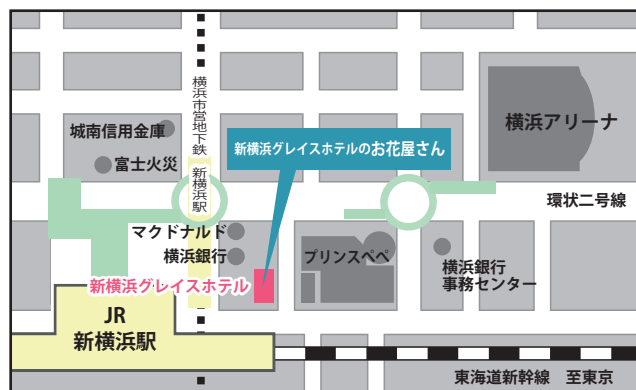 横浜市営地下鉄
新横浜駅
城南信用金庫
富士火災
新横浜グレイスホテルのお花屋さん
横浜アリーナ
環状二号線
マクドナルド
横浜銀行
プリンスペペ
横浜銀行
事務センター
新横浜グレイスホテル
JR
新横浜駅
東海道新幹線 至東京